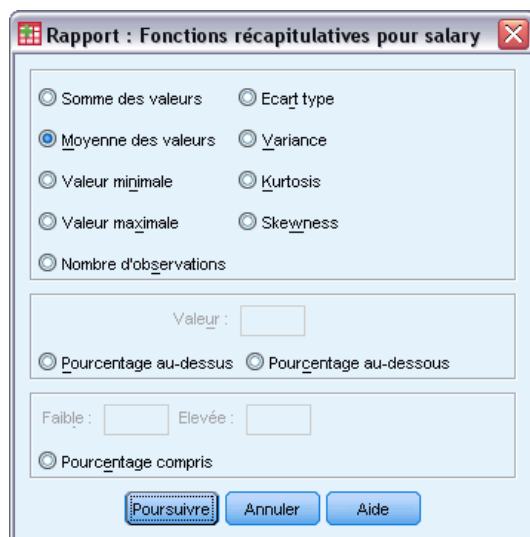 Rapport : Fonctions récapitulatives pour salary
Somme des valeurs
Ecart type
Moyenne des valeurs
Variance
Valeur minimale
Kurtosis
Valeur maximale
Skewness
Nombre d'observations
Valeur :
Pourcentage au-dessus
Pourcentage au-dessous
Faible :
Elevée :
Pourcentage compris
Poursuivre
Annuler
Aide